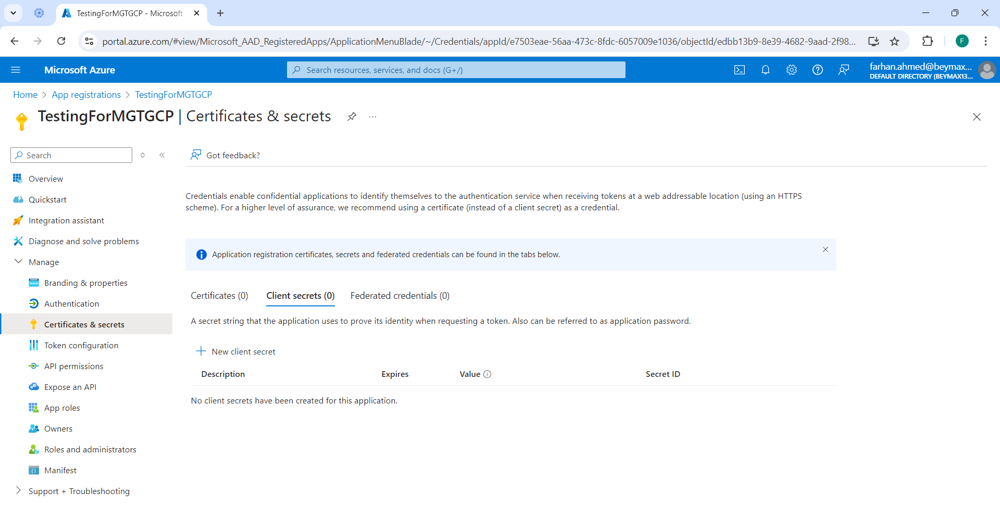 TestingForMGTGCP - Microsoft
portal.azure.com/#view/Microsoft_AAD_RegisteredApps/ApplicationMenuBlade/~/Credentials/appId/e7503eae-56aa-473c-8fdc-6057009e1036/objectId/edbb13b9-8e39-4682-9aad-2f98...
F
Microsoft Azure
Search resources, services, and docs (G+/)
farhan.ahmed@beymax...
DEFAULT DIRECTORY (BEYMAX13...
Home > App registrations > TestingForMGTGCP
TestingForMGTGCP | Certificates & secrets
Search
Got feedback?
Overview
Quickstart
Integration assistant
Diagnose and solve problems
Manage
Branding & properties
Authentication
Certificates & secrets
Token configuration
API permissions
Expose an API
App roles
Owners
Roles and administrators
Manifest
Support + Troubleshooting
Credentials enable confidential applications to identify themselves to the authentication service when receiving tokens at a web addressable location (using an HTTPS
scheme). For a higher level of assurance, we recommend using a certificate (instead of a client secret) as a credential.
Application registration certificates, secrets and federated credentials can be found in the tabs below.
Certificates (0) Client secrets (0) Federated credentials (0)
A secret string that the application uses to prove its identity when requesting a token. Also can be referred to as application password.
New client secret
Description Expires Value Secret ID
No client secrets have been created for this application.